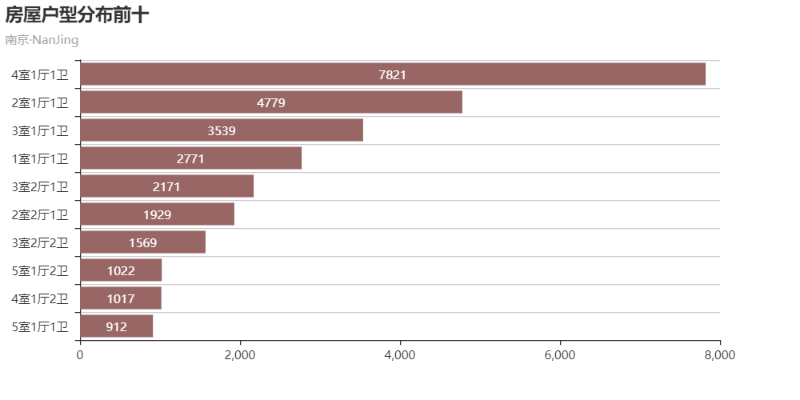 房屋户型分布前十
南京·NanJing
4室1厅1卫 7821
2室1厅1卫 4779
3室1厅1卫 3539
1室1厅1卫 2771
3室2厅1卫 2171
2室2厅1卫 1929
3室2厅2卫 1569
5室1厅2卫 1022
4室1厅2卫 1017
5室1厅1卫 912
0 2,000 4,000 6,000 8,000